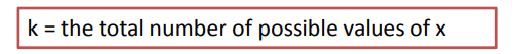 k = the total number of possible values of x